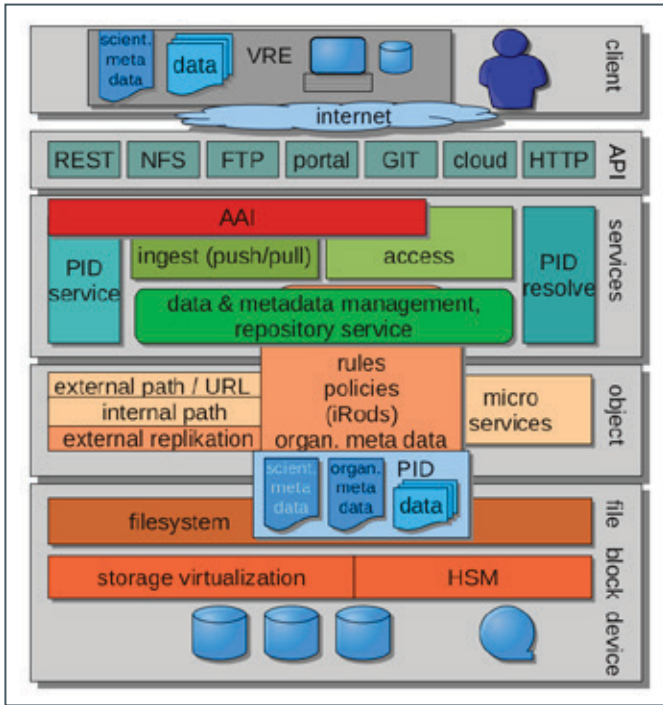 scient.
meta
data
data
VRE
internet
client
REST NFS FTP portal GIT cloud HTTP
API
AAI
PID
service
ingest (push/pull)
access
PID
resolve
data & metadata management,
repository service
services
external path / URL
internal path
external replikation
rules
policies
(iRods)
organ. meta data
micro
services
object
scient.
meta
data
organ.
meta
data
PID
data
filesystem
file
storage virtualization
HSM
block
device